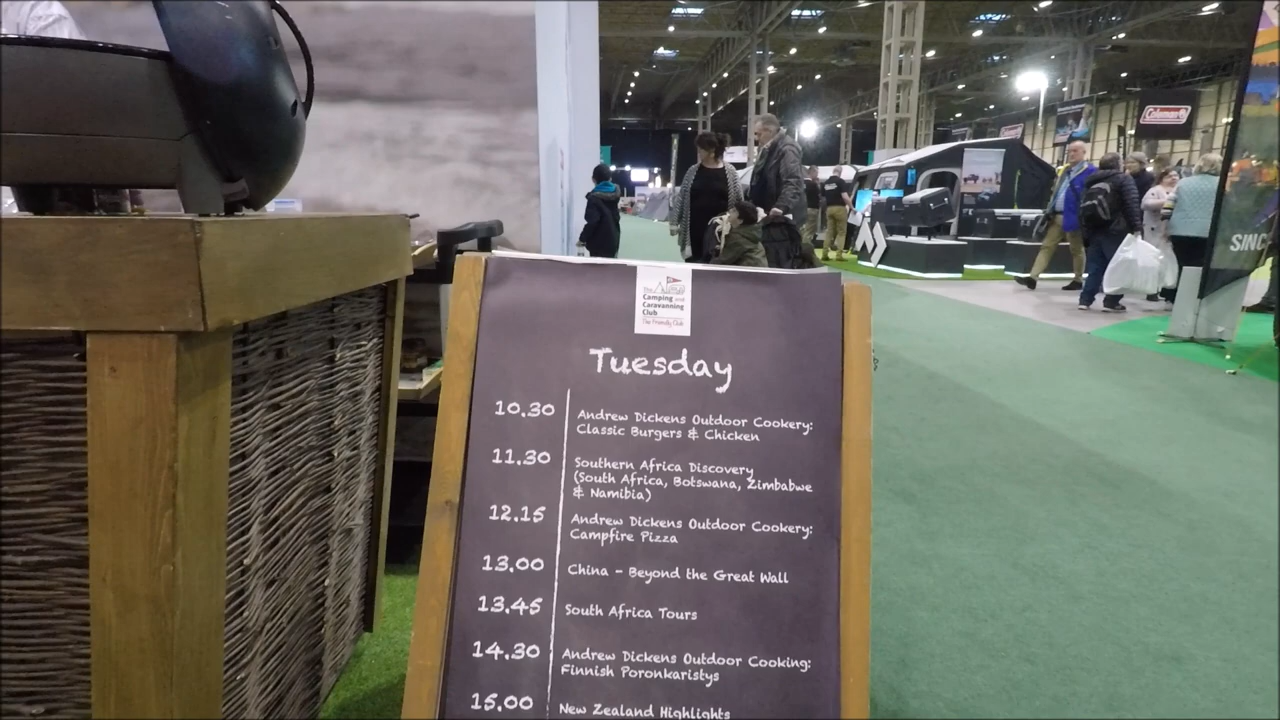 The
Camping and
Caravanning
Club
The Friendly Club
Tuesday
10.30 Andrew Dickens Outdoor Cookery:
Classic Burgers & Chicken
11.30 Southern Africa Discovery
(South Africa, Botswana, Zimbabwe
& Namibia)
12.15 Andrew Dickens Outdoor Cookery:
Campfire Pizza
13.00 China - Beyond the Great Wall
13.45 South Africa Tours
14.30 Andrew Dickens Outdoor Cooking:
Finnish Poronkaristys
15.00 New Zealand Highlights
Coleman
SINC